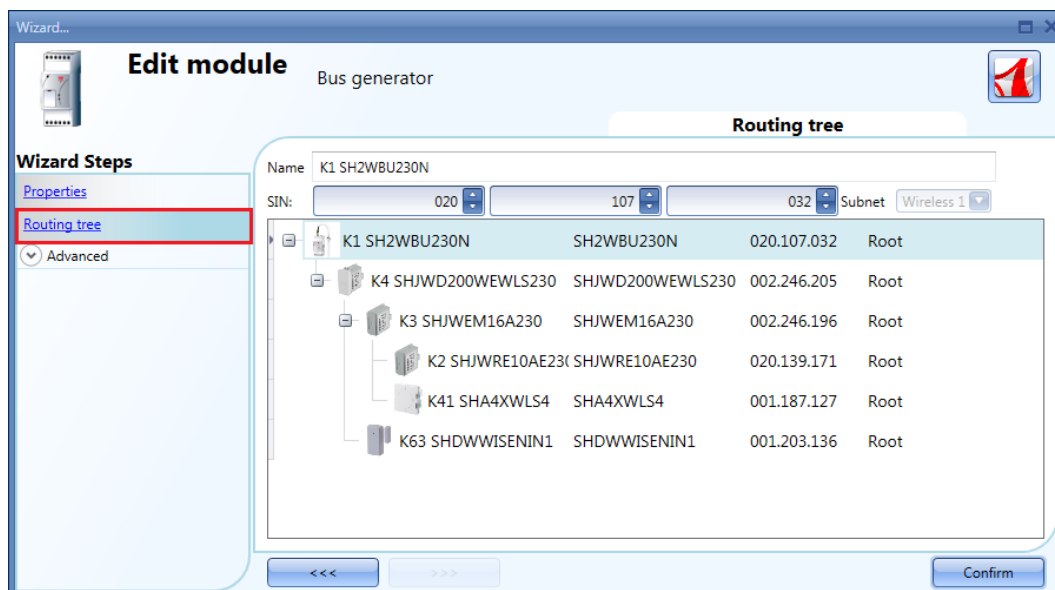 Wizard...
Edit module
Bus generator
Routing tree
Wizard Steps
Properties
Routing tree
Advanced
Name K1 SH2WBU230N
SIN: 020 107 032 Subnet Wireless 1
K1 SH2WBU230N SH2WBU230N 020.107.032 Root
K4 SHJWD200WEWLS230 SHJWD200WEWLS230 002.246.205 Root
K3 SHJWEM16A230 SHJWEM16A230 002.246.196 Root
K2 SHJWRE10AE23( SHJWRE10AE230 020.139.171 Root
K41 SHA4XWLS4 SHA4XWLS4 001.187.127 Root
K63 SHDWWISENIN1 SHDWWISENIN1 001.203.136 Root
<<< >>> Confirm